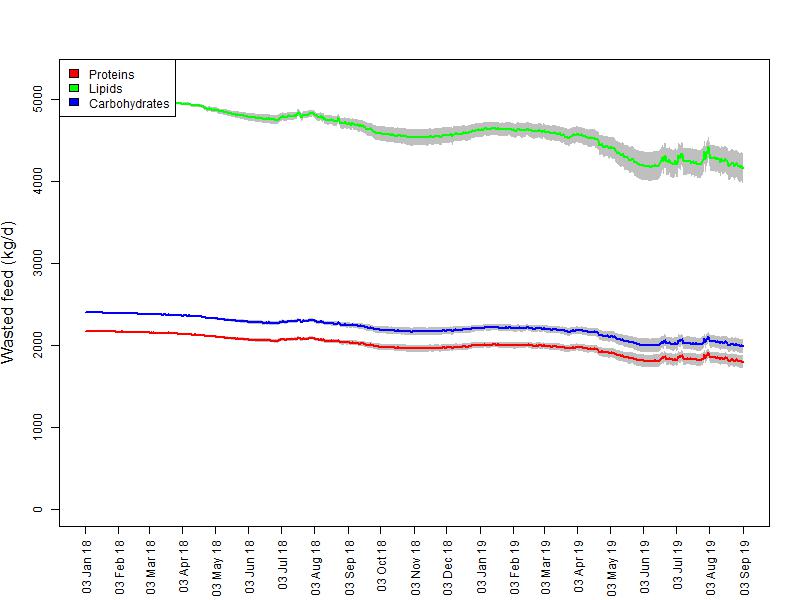 Proteins
Lipids
Carbohydrates
Wasted feed (kg/d)
5000
4000
3000
2000
1000
0
03 Jan 18
03 Feb 18
03 Mar 18
03 Apr 18
03 May 18
03 Jun 18
03 Jul 18
03 Aug 18
03 Sep 18
03 Oct 18
03 Nov 18
03 Dec 18
03 Jan 19
03 Feb 19
03 Mar 19
03 Apr 19
03 May 19
03 Jun 19
03 Jul 19
03 Aug 19
03 Sep 19